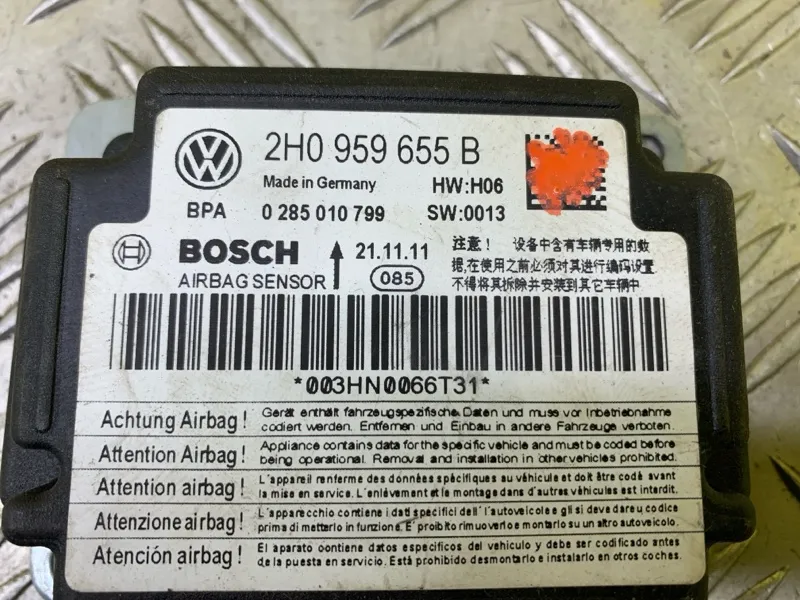 2H0 959 655 B
Made in Germany HW:H06
BPA 0 285 010 799 SW:0013
BOSCH 21.11.11
AIRBAG SENSOR 085
注意! 设备中含有车辆专用的数
据,在使用之前必须对其进行编码设置
不得将其拆除并安装到其它车辆中
*003HN0066T31*
Achtung Airbag! Gerät enthält fahrzeugspezifische Daten und muss vor Inbetriebnahme
codiert werden. Entfernen und Einbau in andere Fahrzeuge verboten.
Attention Airbag! Appliance contains data for the specific vehicle and must be coded before
being operational. Removal and installation in other vehicles prohibited.
Attention airbag! L'appareil renferme des données spécifiques au véhicule et doit être codé avant
la mise en service. L'enlèvement et le montage dans d'autres véhicules est interdit.
Attenzione airbag! L'apparecchio contiene i dati specifici dell'autoveicolo e gli si deve dare u, codice
prima di metterlo in funzione. E' proibito rimuoverlo e montarlo su un altro autoveicolo.
Atención airbag! El aparato contiene datos especificos del vehiculo y debe ser codificado antes
de la puesta en servicio. Está prohibido desmontarlo e instalarlo en otros coches.